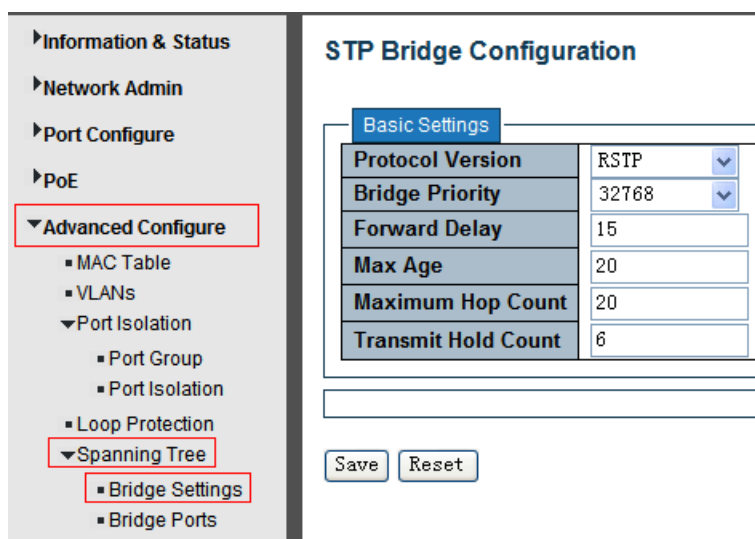 Information & Status
Network Admin
Port Configure
PoE
Advanced Configure
MAC Table
VLANs
Port Isolation
Port Group
Port Isolation
Loop Protection
Spanning Tree
Bridge Settings
Bridge Ports
STP Bridge Configuration
Basic Settings
Protocol Version RSTP
Bridge Priority 32768
Forward Delay 15
Max Age 20
Maximum Hop Count 20
Transmit Hold Count 6
Save Reset